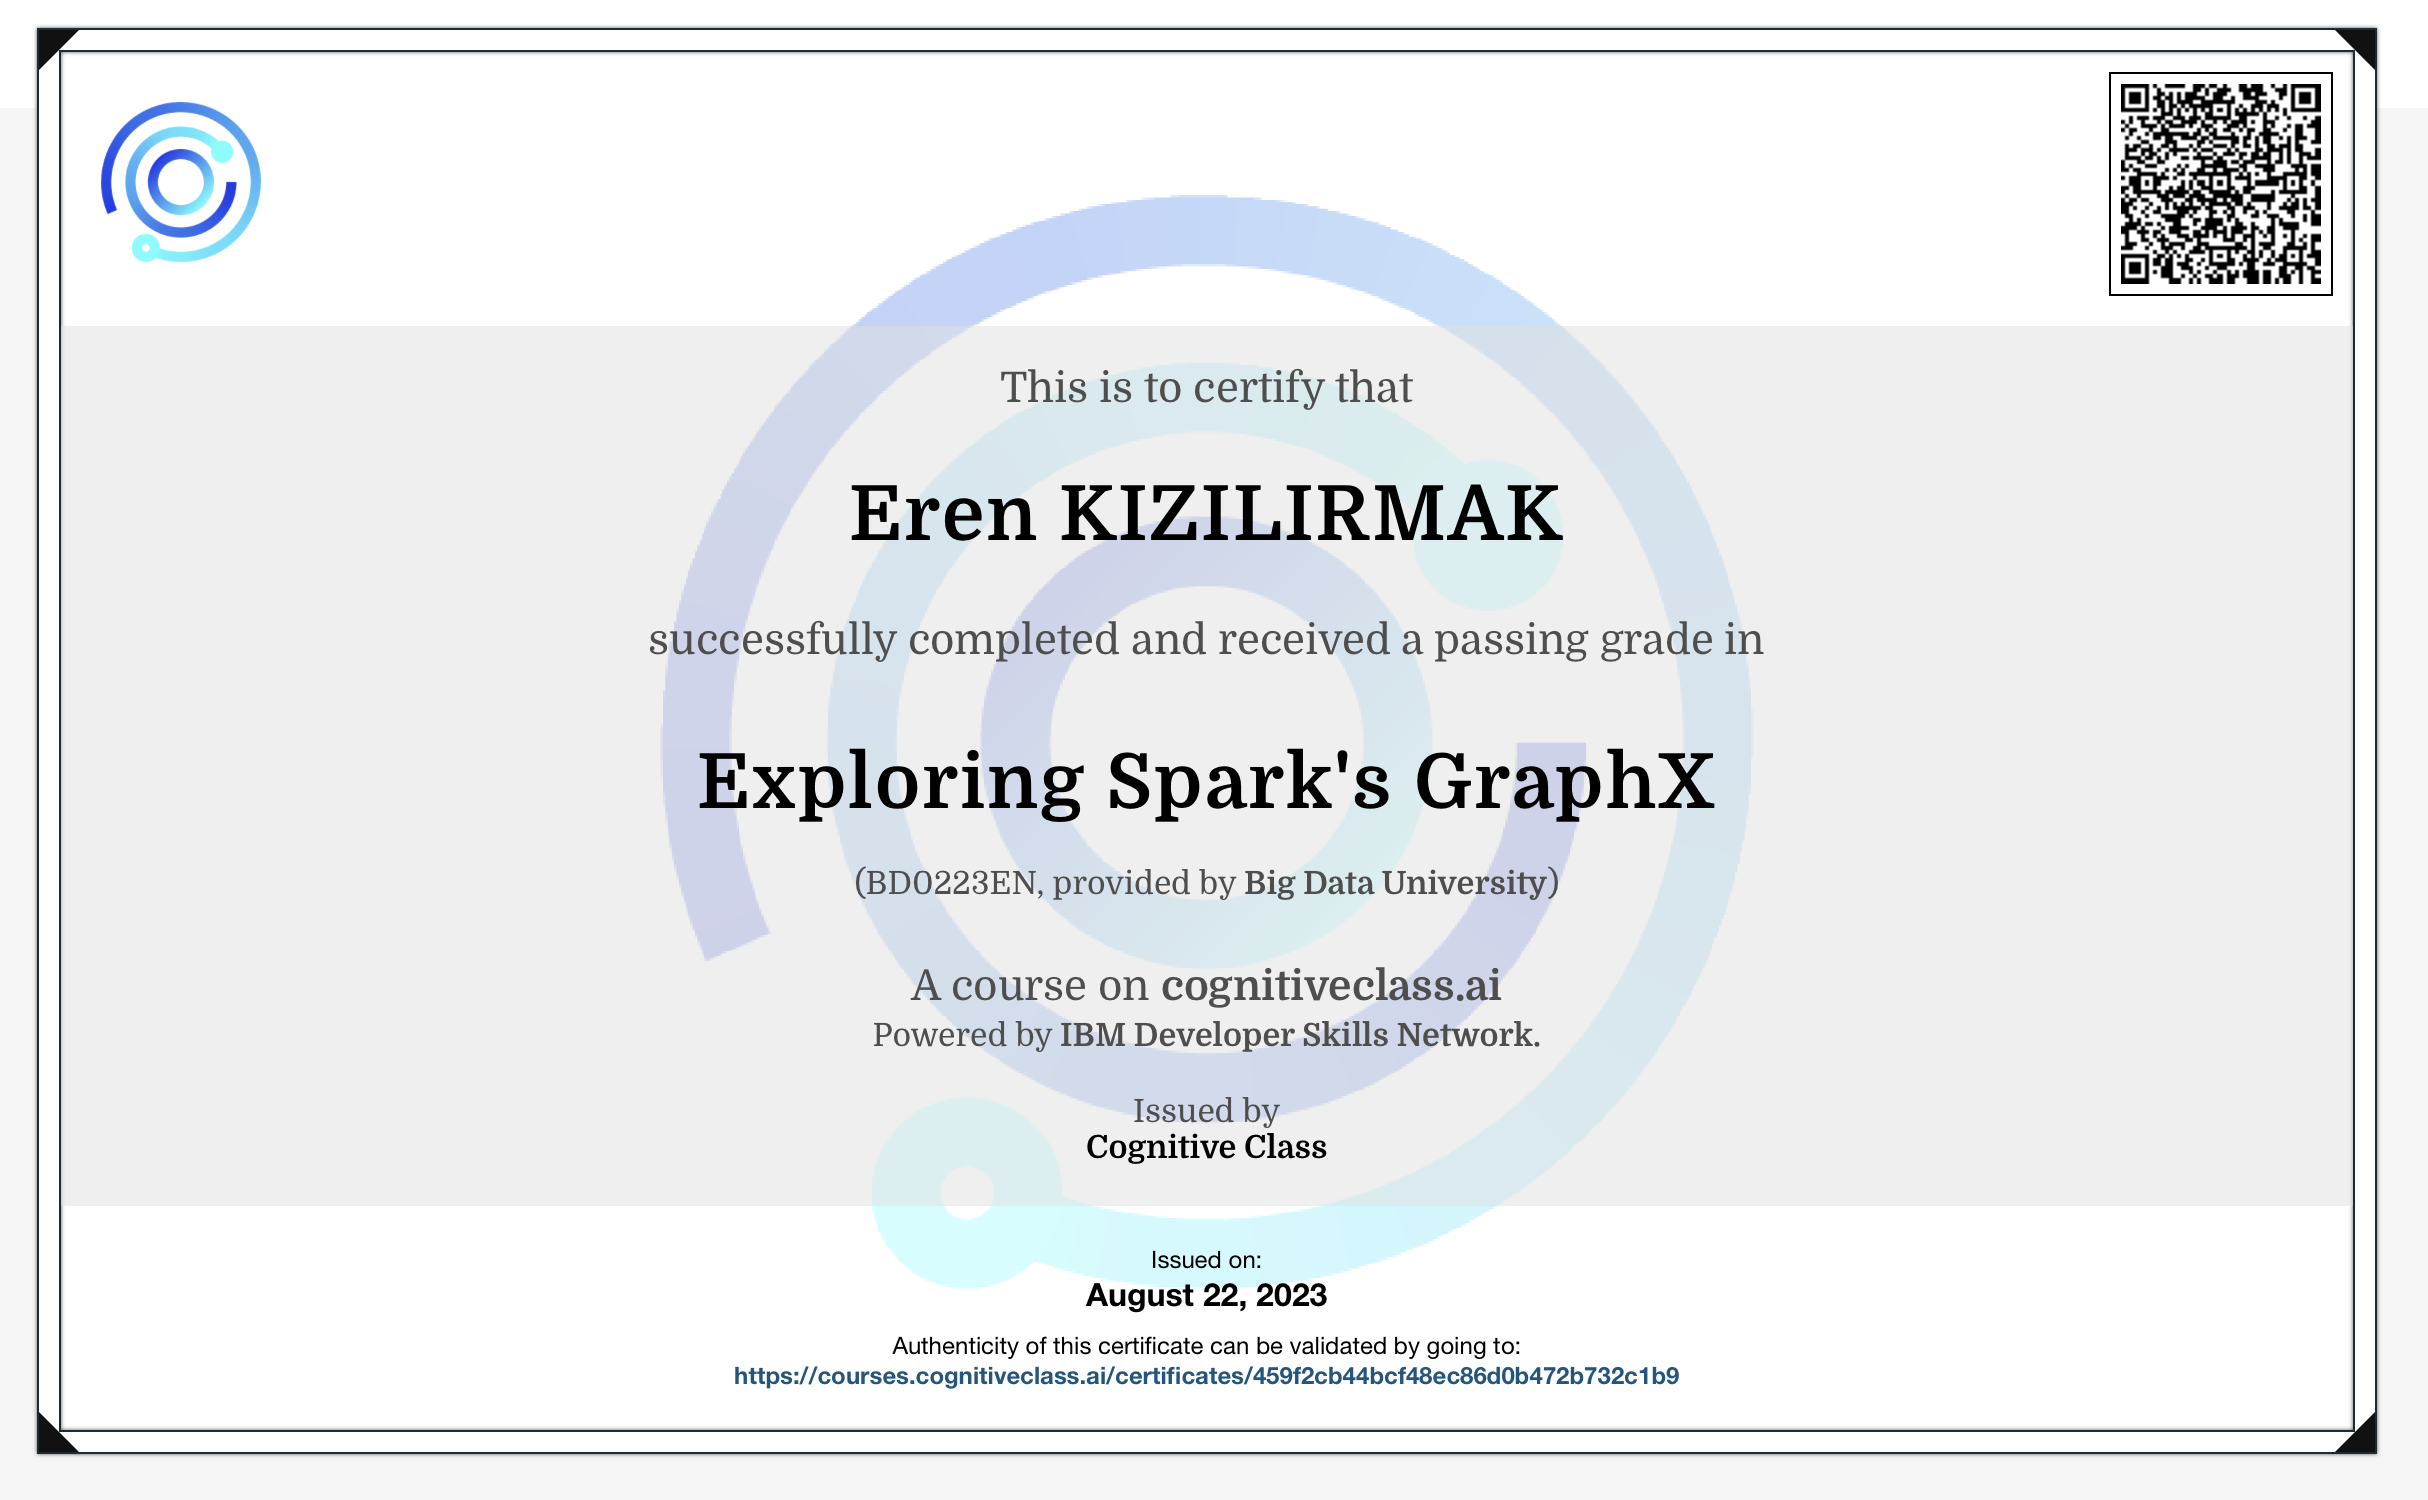 This is to certify that
Eren KIZILIRMAK
successfully completed and received a passing grade in
Exploring Spark's GraphX
(BD0223EN, provided by Big Data University)
A course on cognitiveclass.ai
Powered by IBM Developer Skills Network.
Issued by
Cognitive Class
Issued on:
August 22, 2023
Authenticity of this certificate can be validated by going to:
https://courses.cognitiveclass.ai/certificates/459f2cb44bcf48ec86d0b472b732c1b9